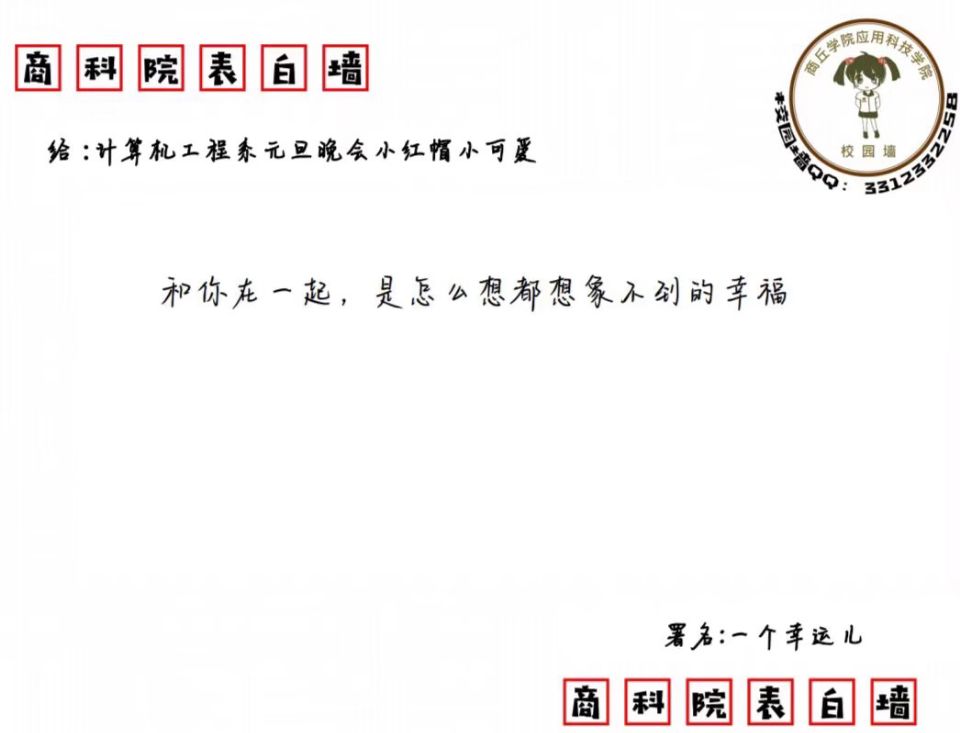 商科院表白墙
商丘学院应用科技学院
校园墙
#校园墙QQ：3312332258
给:计算机工程系元旦晚会小红帽小可爱
和你在一起，是怎么想都想象不到的幸福
署名:一个幸运儿
商科院表白墙